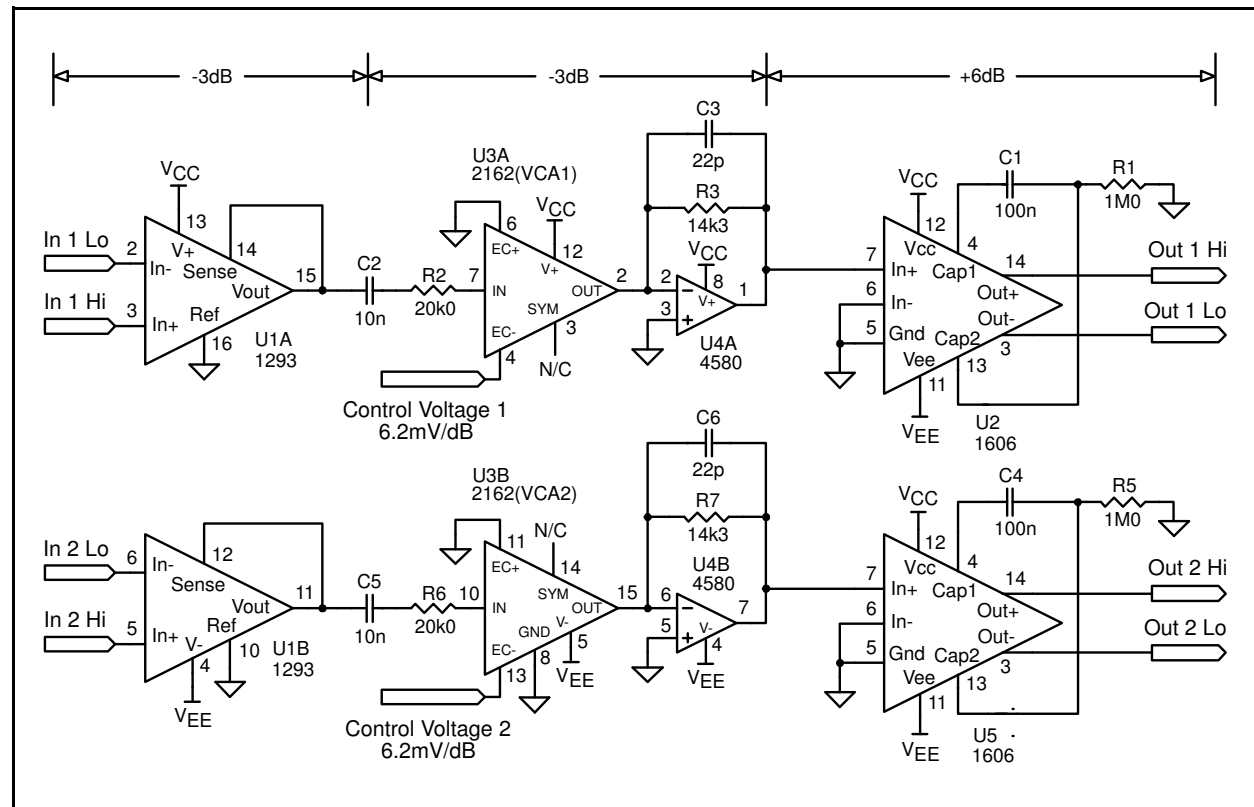 -3dB
-3dB
+6dB
C3
22p
R3
14k3
U3A
2162(VCA1)
VCC
13
V+
14
Sense
In 1 Lo
2
In-
Vout
15
In 1 Hi
3
In+
Ref
16
U1A
1293
C2
10n
R2
20k0
7
IN
6
EC+
VCC
12
V+
OUT
2
SYM
3
N/C
EC-
4
Control Voltage 1
6.2mV/dB
VCC
8
V+
2
3
1
U4A
4580
VCC
12
Vcc
4
Cap1
C1
100n
R1
1M0
7
In+
6
In-
5
Gnd
Vee
11
VEE
14
Out+
Out-
3
Cap2
13
U2
1606
Out 1 Hi
Out 1 Lo
C6
22p
R7
14k3
U3B
2162(VCA2)
12
Sense
In 2 Lo
6
In-
Vout
11
In 2 Hi
5
In+
Ref
10
V-
4
VEE
U1B
1293
C5
10n
R6
20k0
10
IN
11
EC+
N/C
14
SYM
OUT
15
V-
5
VEE
GND
8
EC-
13
Control Voltage 2
6.2mV/dB
U4B
4580
6
5
7
V-
4
VEE
VCC
12
Vcc
4
Cap1
C4
100n
R5
1M0
7
In+
6
In-
5
Gnd
Vee
11
VEE
14
Out+
Out-
3
Cap2
13
U5
1606
Out 2 Hi
Out 2 Lo